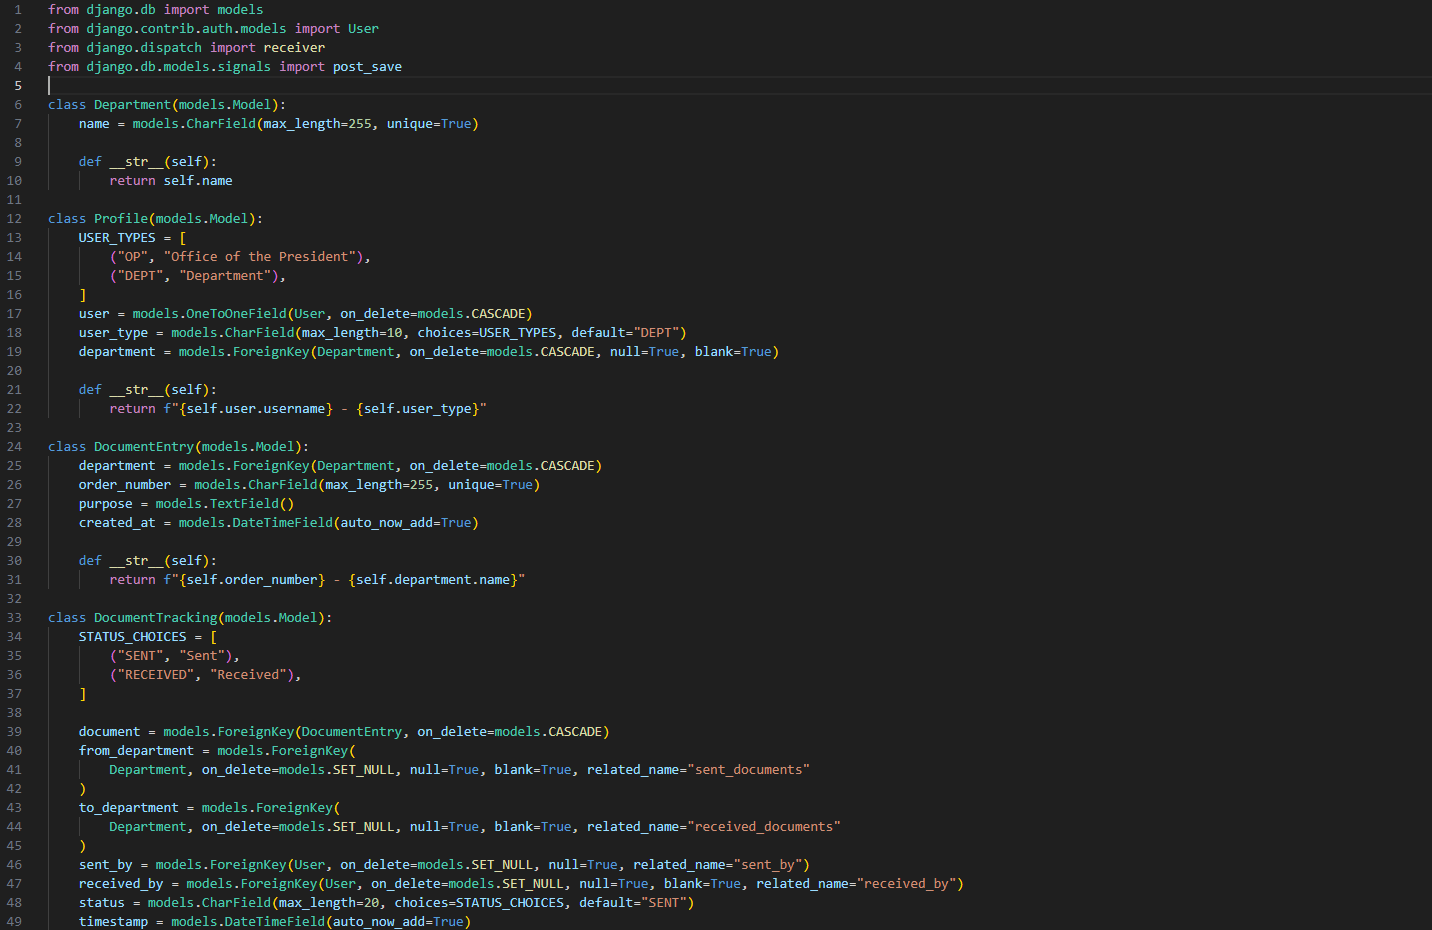 1 from django.db import models
2 from django.contrib.auth.models import User
3 from django.dispatch import receiver
4 from django.db.models.signals import post_save
5
6 class Department(models.Model):
7     name = models.CharField(max_length=255, unique=True)
8
9     def __str__(self):
10         return self.name
11
12 class Profile(models.Model):
13     USER_TYPES = [
14         ("OP", "Office of the President"),
15         ("DEPT", "Department"),
16     ]
17     user = models.OneToOneField(User, on_delete=models.CASCADE)
18     user_type = models.CharField(max_length=10, choices=USER_TYPES, default="DEPT")
19     department = models.ForeignKey(Department, on_delete=models.CASCADE, null=True, blank=True)
20
21     def __str__(self):
22         return f"{self.user.username} - {self.user_type}"
23
24 class DocumentEntry(models.Model):
25     department = models.ForeignKey(Department, on_delete=models.CASCADE)
26     order_number = models.CharField(max_length=255, unique=True)
27     purpose = models.TextField()
28     created_at = models.DateTimeField(auto_now_add=True)
29
30     def __str__(self):
31         return f"{self.order_number} - {self.department.name}"
32
33 class DocumentTracking(models.Model):
34     STATUS_CHOICES = [
35         ("SENT", "Sent"),
36         ("RECEIVED", "Received"),
37     ]
38
39     document = models.ForeignKey(DocumentEntry, on_delete=models.CASCADE)
40     from_department = models.ForeignKey(
41         Department, on_delete=models.SET_NULL, null=True, blank=True, related_name="sent_documents"
42     )
43     to_department = models.ForeignKey(
44         Department, on_delete=models.SET_NULL, null=True, blank=True, related_name="received_documents"
45     )
46     sent_by = models.ForeignKey(User, on_delete=models.SET_NULL, null=True, related_name="sent_by")
47     received_by = models.ForeignKey(User, on_delete=models.SET_NULL, null=True, blank=True, related_name="received_by")
48     status = models.CharField(max_length=20, choices=STATUS_CHOICES, default="SENT")
49     timestamp = models.DateTimeField(auto_now_add=True)